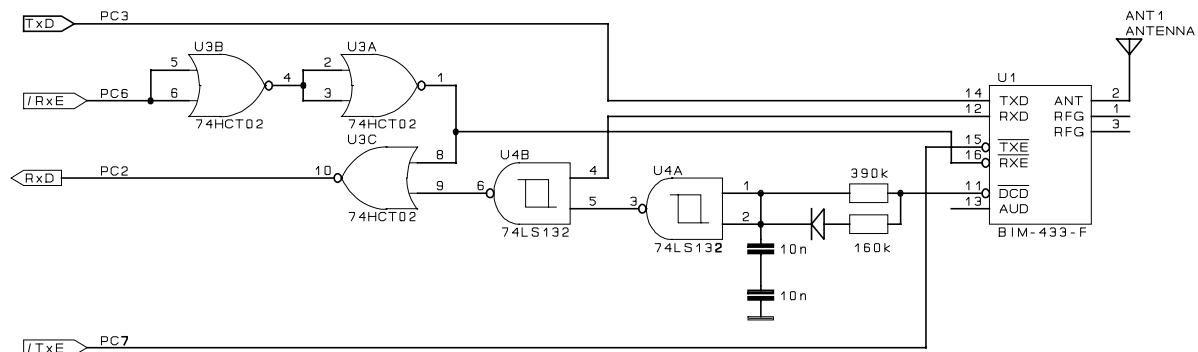 TxD
PC3
ANT1
ANTENNA
U3B
U3A
5
6
4
2
3
1
/RxE
PC6
74HCT02
74HCT02
U1
14
TXD
ANT
2
12
RXD
RFG
1
RFG
3
15
TXE
16
RXE
11
DCD
13
AUD
BIM-433-F
U3C
10
8
9
74HCT02
RxD
PC2
U4B
6
4
5
74LS132
U4A
3
1
2
74LS132
390k
160k
10n
10n
/TxE
PC7